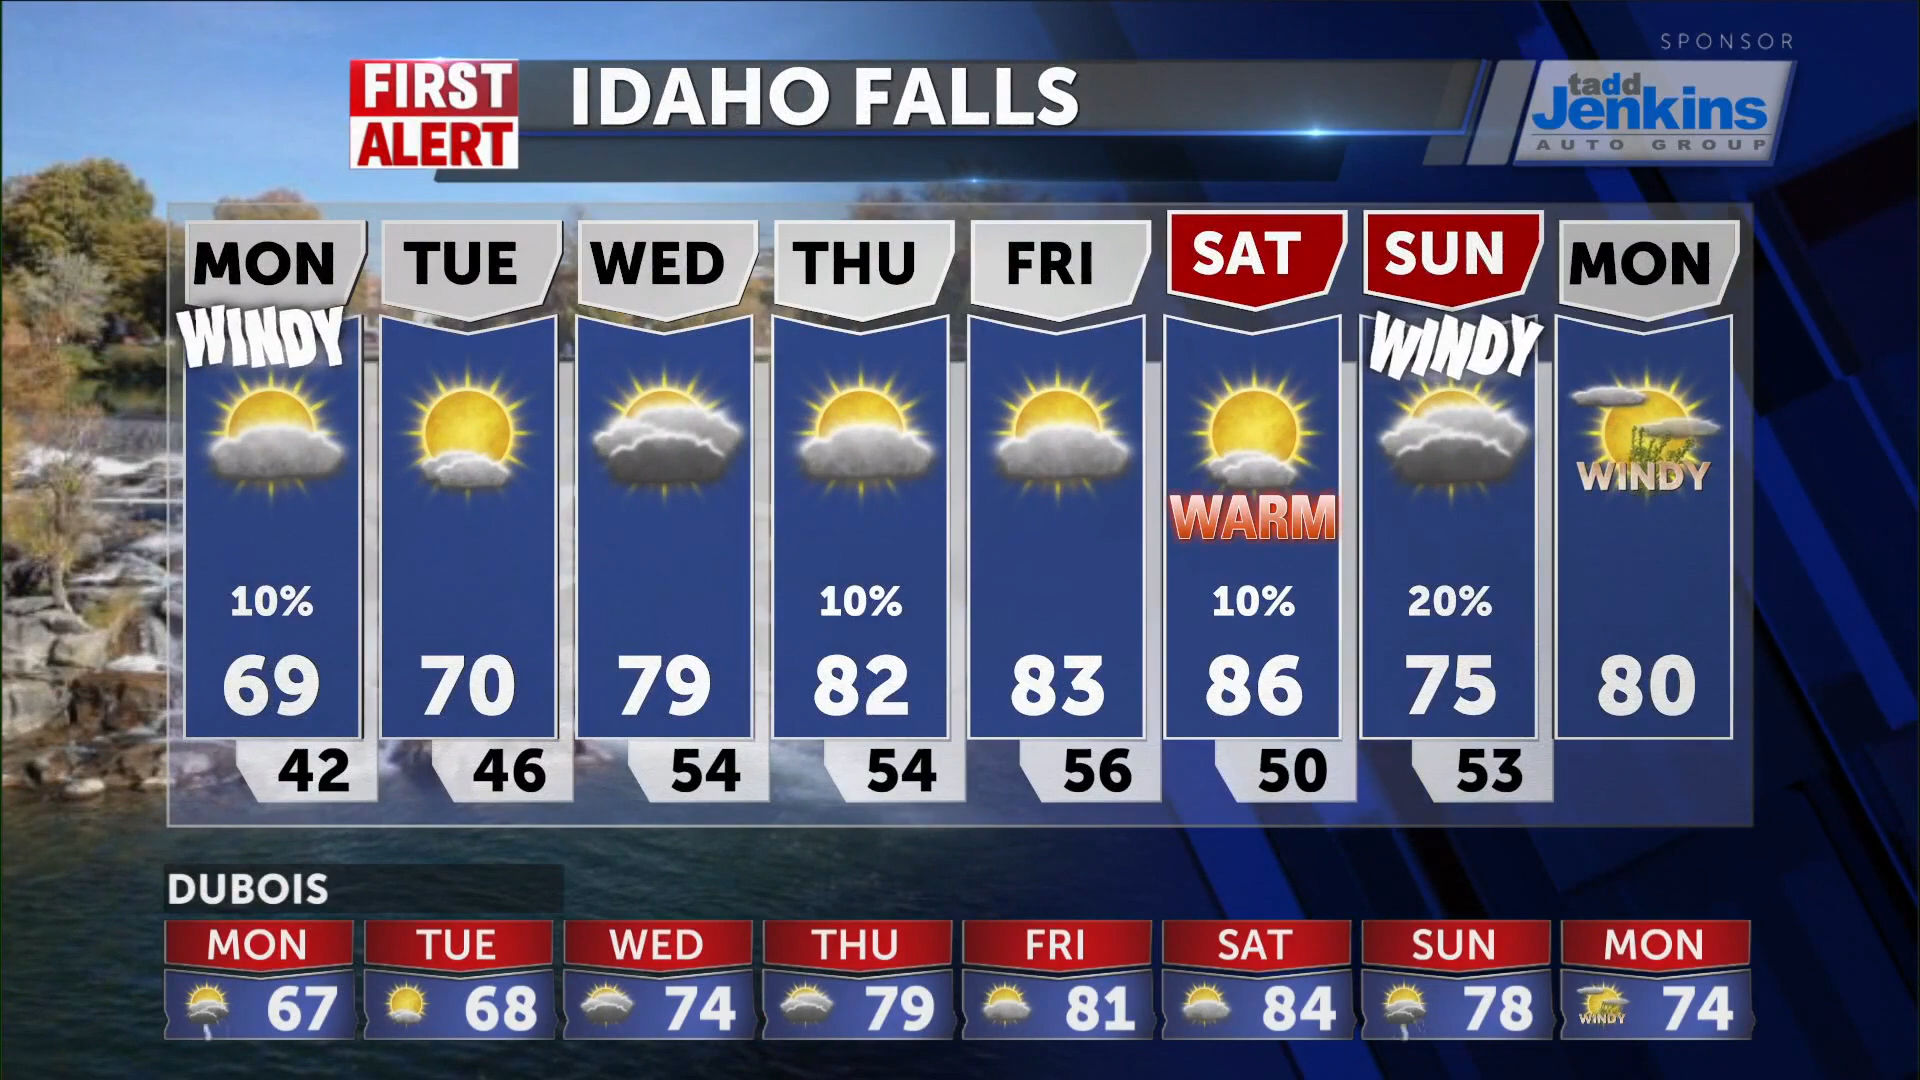 SPONSOR
FIRST
ALERT
IDAHO FALLS
tadd
Jenkins
AUTO GROUP
MON TUE WED THU FRI SAT SUN MON
WINDY WINDY
WINDY
WARM
10% 10% 10% 20%
69 70 79 82 83 86 75 80
42 46 54 54 56 50 53
DUBOIS
MON TUE WED THU FRI SAT SUN MON
67 68 74 79 81 84 78 WINDY 74